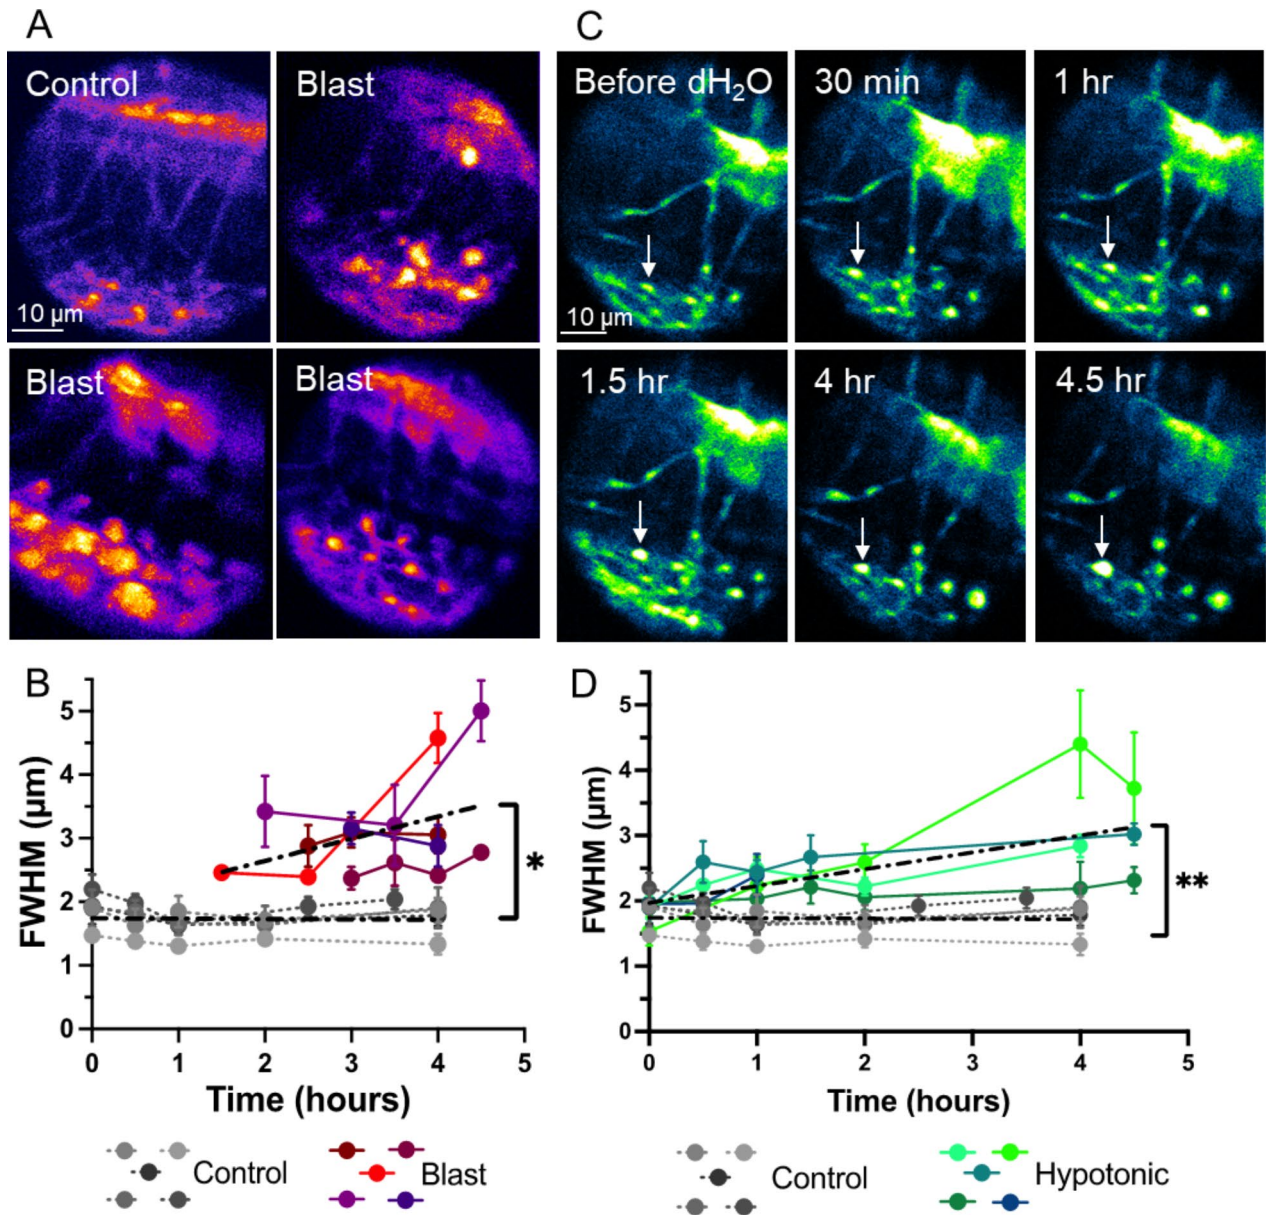 A
C
Control
Blast
Before dH₂O
30 min
1 hr
10 µm
10 µm
Blast
Blast
1.5 hr
4 hr
4.5 hr
B
FWHM (µm)
5
4
3
2
1
0
0 1 2 3 4 5
Time (hours)
*
Control
Blast
D
FWHM (µm)
5
4
3
2
1
0
0 1 2 3 4 5
Time (hours)
**
Control
Hypotonic